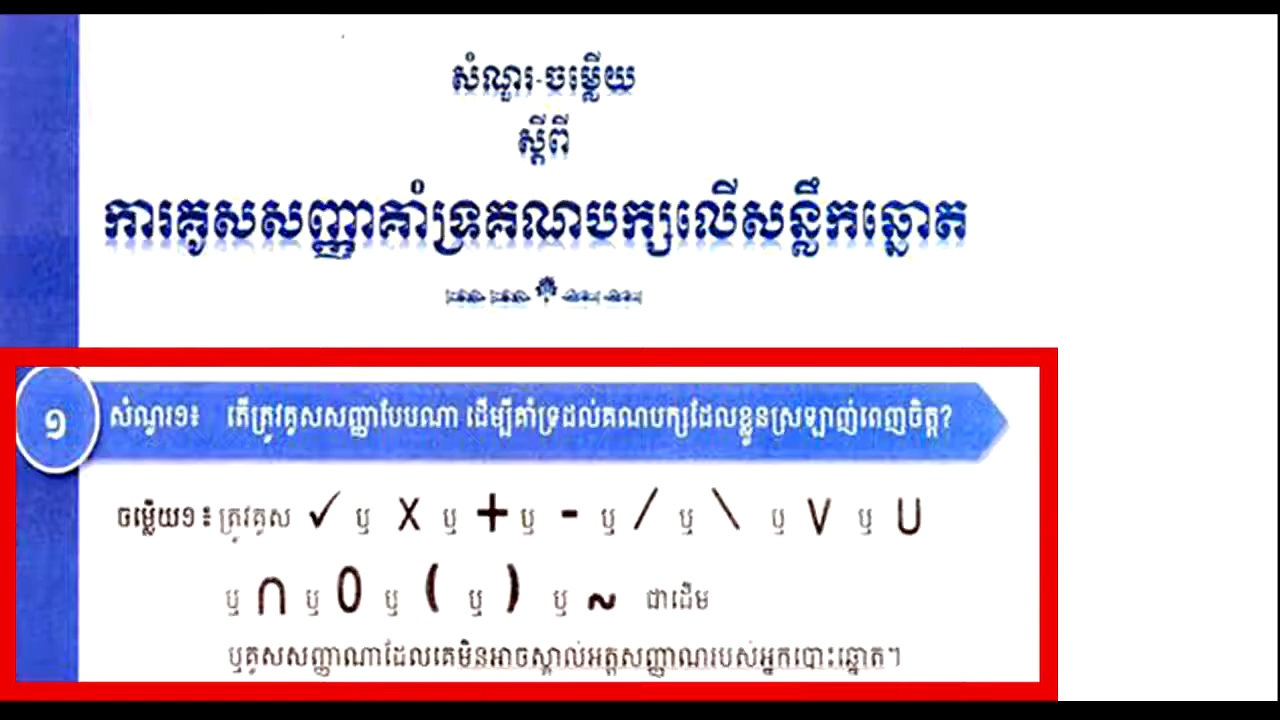 សំណួរ-ចម្លើយ
ស្តីពី
ការគូសសញ្ញាគាំទ្រគណបក្សលើសន្លឹកឆ្នោត
១ សំណួរ១៖ តើត្រូវគូសសញ្ញាបែបណា ដើម្បីគាំទ្រដល់គណបក្សដែលខ្លួនស្រឡាញ់ពេញចិត្ត?
ចម្លើយ១៖ ត្រូវគូស ✓ ឬ X ឬ + ឬ - ឬ / ឬ \ ឬ V ឬ U
ឬ ∩ ឬ 0 ឬ ( ឬ ) ឬ ~ ជាដើម
ឬគូសសញ្ញាណាដែលគេមិនអាចស្គាល់អត្តសញ្ញាណរបស់អ្នកបោះឆ្នោត។